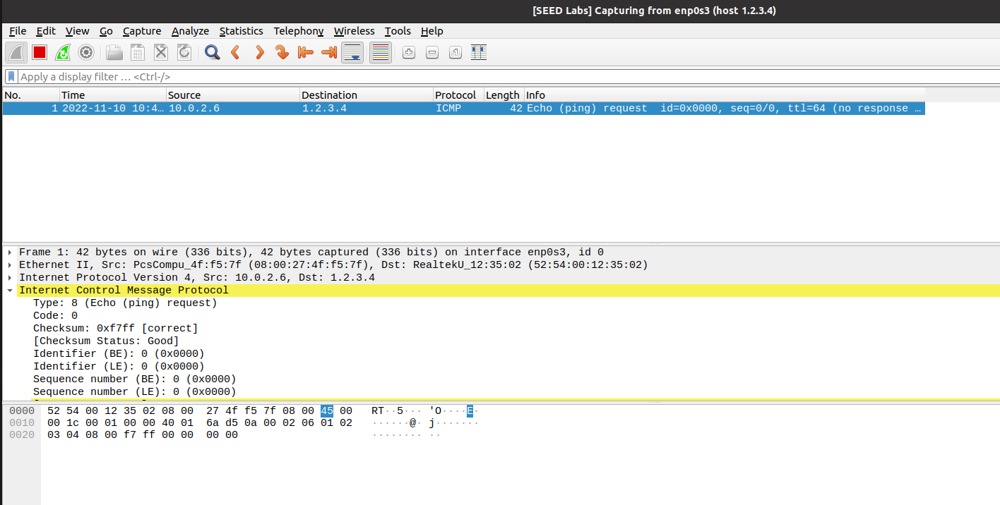 [SEED Labs] Capturing from enp0s3 (host 1.2.3.4)
File Edit View Go Capture Analyze Statistics Telephony Wireless Tools Help
Apply a display filter … <Ctrl-/>
No. Time Source Destination Protocol Length Info
1 2022-11-10 10:4… 10.0.2.6 1.2.3.4 ICMP 42 Echo (ping) request id=0x0000, seq=0/0, ttl=64 (no response …
Frame 1: 42 bytes on wire (336 bits), 42 bytes captured (336 bits) on interface enp0s3, id 0
Ethernet II, Src: PcsCompu_4f:f5:7f (08:00:27:4f:f5:7f), Dst: RealtekU_12:35:02 (52:54:00:12:35:02)
Internet Protocol Version 4, Src: 10.0.2.6, Dst: 1.2.3.4
Internet Control Message Protocol
Type: 8 (Echo (ping) request)
Code: 0
Checksum: 0xf7ff [correct]
[Checksum Status: Good]
Identifier (BE): 0 (0x0000)
Identifier (LE): 0 (0x0000)
Sequence number (BE): 0 (0x0000)
Sequence number (LE): 0 (0x0000)
0000 52 54 00 12 35 02 08 00 27 4f f5 7f 08 00 45 00 RT··5··· 'O····E·
0010 00 1c 00 01 00 00 40 01 6a d5 0a 00 02 06 01 02 ······@· j·······
0020 03 04 08 00 f7 ff 00 00 00 00 ········ ··